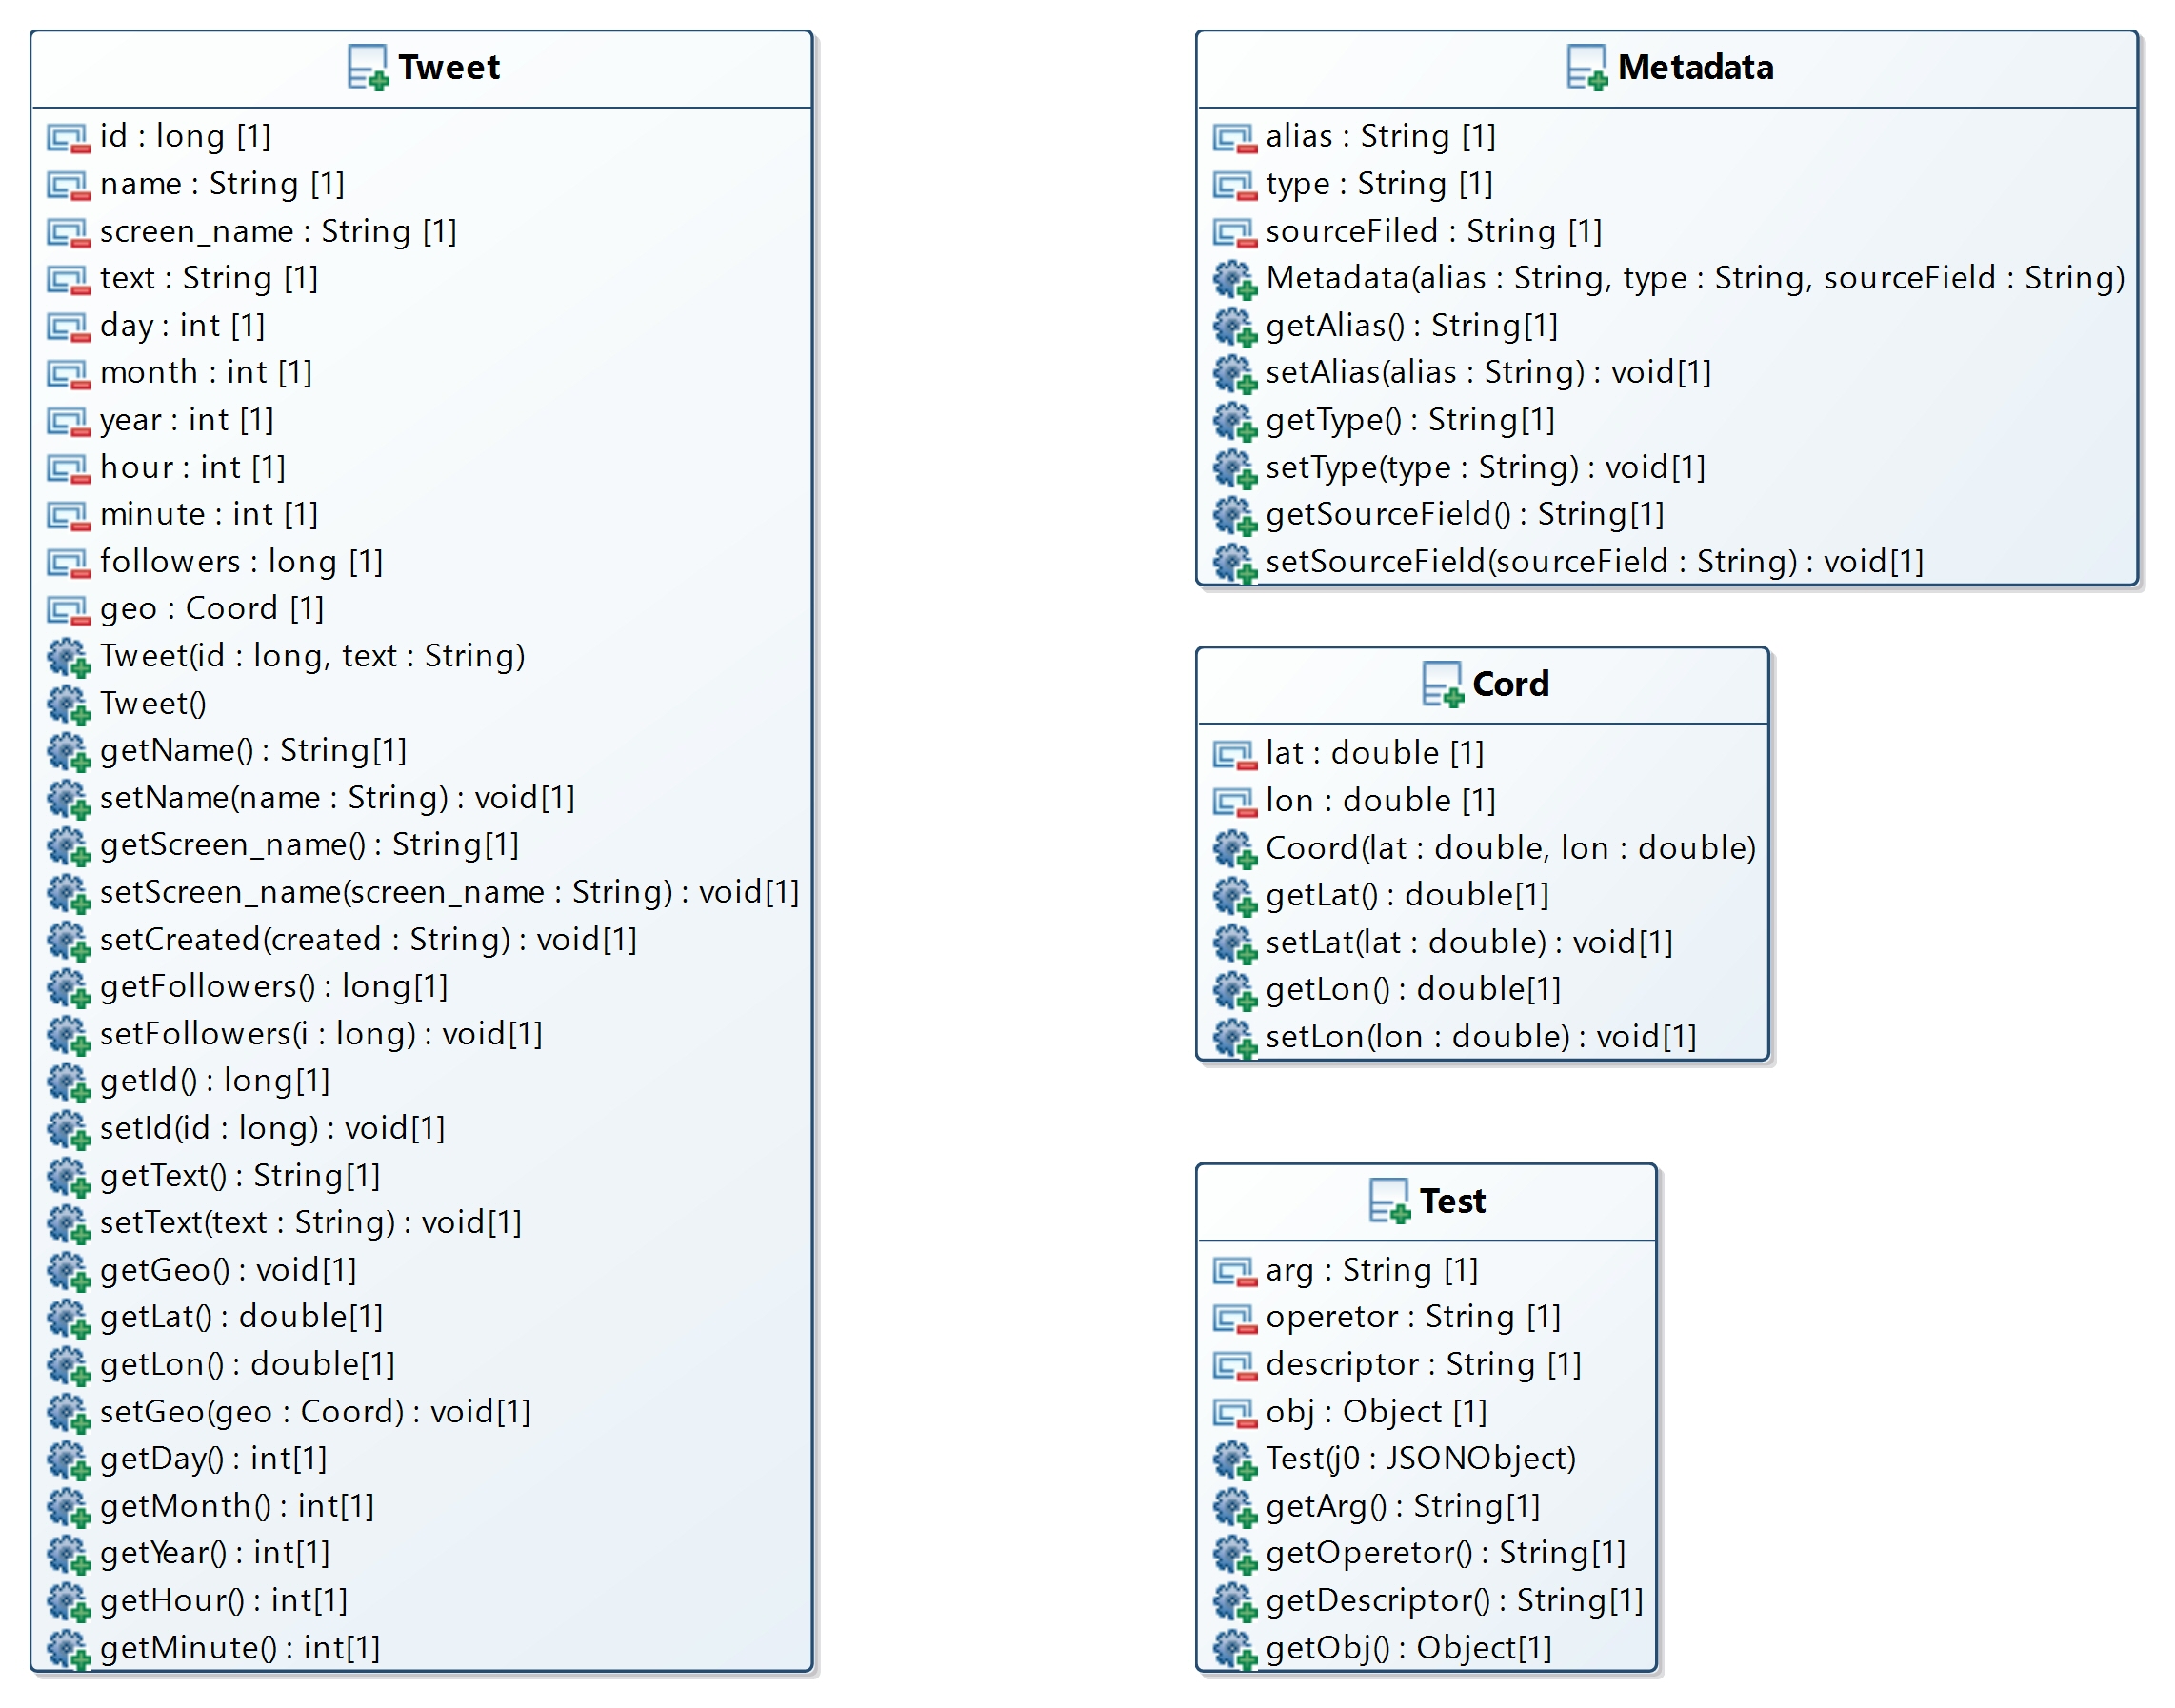 Tweet
id : long [1]
name : String [1]
screen_name : String [1]
text : String [1]
day : int [1]
month : int [1]
year : int [1]
hour : int [1]
minute : int [1]
followers : long [1]
geo : Coord [1]
Tweet(id : long, text : String)
Tweet()
getName() : String[1]
setName(name : String) : void[1]
getScreen_name() : String[1]
setScreen_name(screen_name : String) : void[1]
setCreated(created : String) : void[1]
getFollowers() : long[1]
setFollowers(i : long) : void[1]
getId() : long[1]
setId(id : long) : void[1]
getText() : String[1]
setText(text : String) : void[1]
getGeo() : void[1]
getLat() : double[1]
getLon() : double[1]
setGeo(geo : Coord) : void[1]
getDay() : int[1]
getMonth() : int[1]
getYear() : int[1]
getHour() : int[1]
getMinute() : int[1]
Metadata
alias : String [1]
type : String [1]
sourceFiled : String [1]
Metadata(alias : String, type : String, sourceField : String)
getAlias() : String[1]
setAlias(alias : String) : void[1]
getType() : String[1]
setType(type : String) : void[1]
getSourceField() : String[1]
setSourceField(sourceField : String) : void[1]
Cord
lat : double [1]
lon : double [1]
Coord(lat : double, lon : double)
getLat() : double[1]
setLat(lat : double) : void[1]
getLon() : double[1]
setLon(lon : double) : void[1]
Test
arg : String [1]
operetor : String [1]
descriptor : String [1]
obj : Object [1]
Test(j0 : JSONObject)
getArg() : String[1]
getOperetor() : String[1]
getDescriptor() : String[1]
getObj() : Object[1]